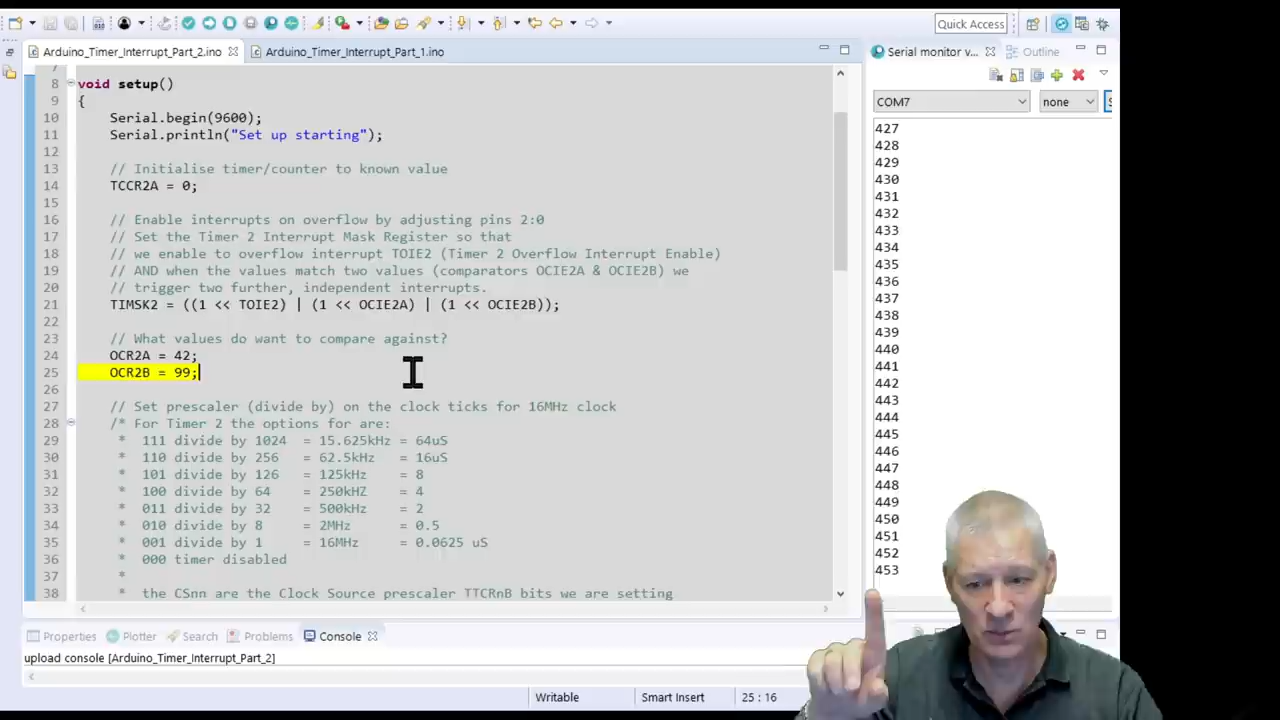 Quick Access
Arduino_Timer_Interrupt_Part_2.ino
Arduino_Timer_Interrupt_Part_1.ino
7
8 void setup()
9 {
10 Serial.begin(9600);
11 Serial.println("Set up starting");
12
13 // Initialise timer/counter to known value
14 TCCR2A = 0;
15
16 // Enable interrupts on overflow by adjusting pins 2:0
17 // Set the Timer 2 Interrupt Mask Register so that
18 // we enable to overflow interrupt TOIE2 (Timer 2 Overflow Interrupt Enable)
19 // AND when the values match two values (comparators OCIE2A & OCIE2B) we
20 // trigger two further, independent interrupts.
21 TIMSK2 = ((1 << TOIE2) | (1 << OCIE2A) | (1 << OCIE2B));
22
23 // What values do want to compare against?
24 OCR2A = 42;
25 OCR2B = 99;
26
27 // Set prescaler (divide by) on the clock ticks for 16MHz clock
28 /* For Timer 2 the options for are:
29 * 111 divide by 1024 = 15.625kHz = 64uS
30 * 110 divide by 256 = 62.5kHz = 16uS
31 * 101 divide by 126 = 125kHz = 8
32 * 100 divide by 64 = 250kHZ = 4
33 * 011 divide by 32 = 500kHz = 2
34 * 010 divide by 8 = 2MHz = 0.5
35 * 001 divide by 1 = 16MHz = 0.0625 uS
36 * 000 timer disabled
37 *
38 * the CSnn are the Clock Source prescaler TTCRnB bits we are setting
Serial monitor v...
Outline
COM7
none
427
428
429
430
431
432
433
434
435
436
437
438
439
440
441
442
443
444
445
446
447
448
449
450
451
452
453
Properties
Plotter
Search
Problems
Console
upload console [Arduino_Timer_Interrupt_Part_2]
Writable
Smart Insert
25 : 16